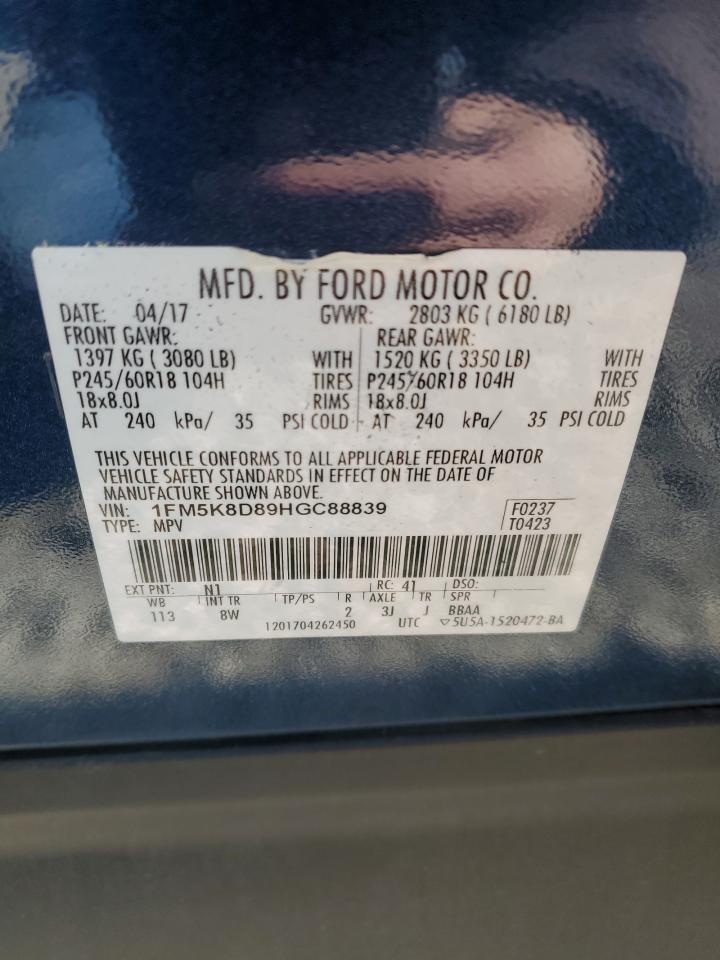 MFD. BY FORD MOTOR CO.
DATE: 04/17 GVWR: 2803 KG ( 6180 LB)
FRONT GAWR: REAR GAWR:
1397 KG ( 3080 LB) WITH 1520 KG ( 3350 LB) WITH
P245/60R18 104H TIRES P245/60R18 104H TIRES
18x8.0J RIMS 18x8.0J RIMS
AT 240 kPa/ 35 PSI COLD AT 240 kPa/ 35 PSI COLD
THIS VEHICLE CONFORMS TO ALL APPLICABLE FEDERAL MOTOR
VEHICLE SAFETY STANDARDS IN EFFECT ON THE DATE OF
MANUFACTURE SHOWN ABOVE.
VIN: 1FM5K8D89HGC88839 F0237
TYPE: MPV T0423
EXT PNT: N1 RC: 41 DSO:
WB INT TR TP/PS R AXLE TR SPR
113 8W 2 3J J BBAA
1201704262450 UTC ▽5U5A-1520472-BA